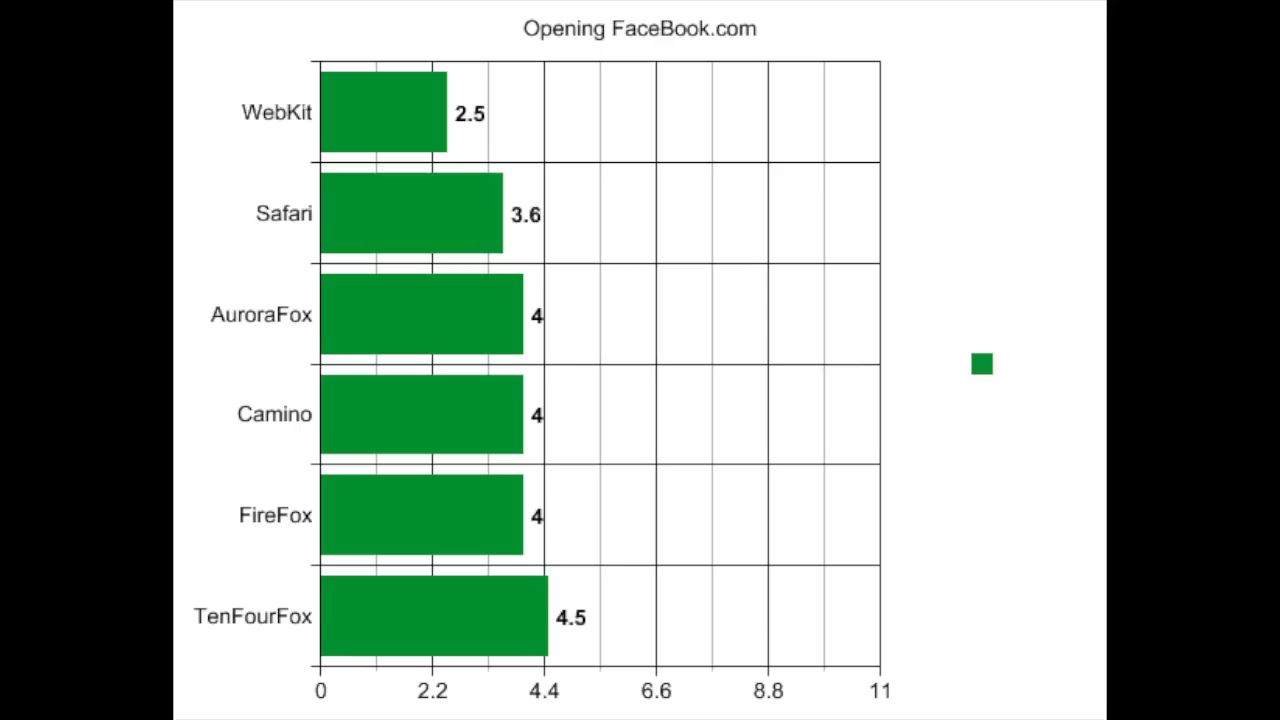 Opening FaceBook.com
WebKit 2.5
Safari 3.6
AuroraFox 4
Camino 4
FireFox 4
TenFourFox 4.5
0 2.2 4.4 6.6 8.8 11